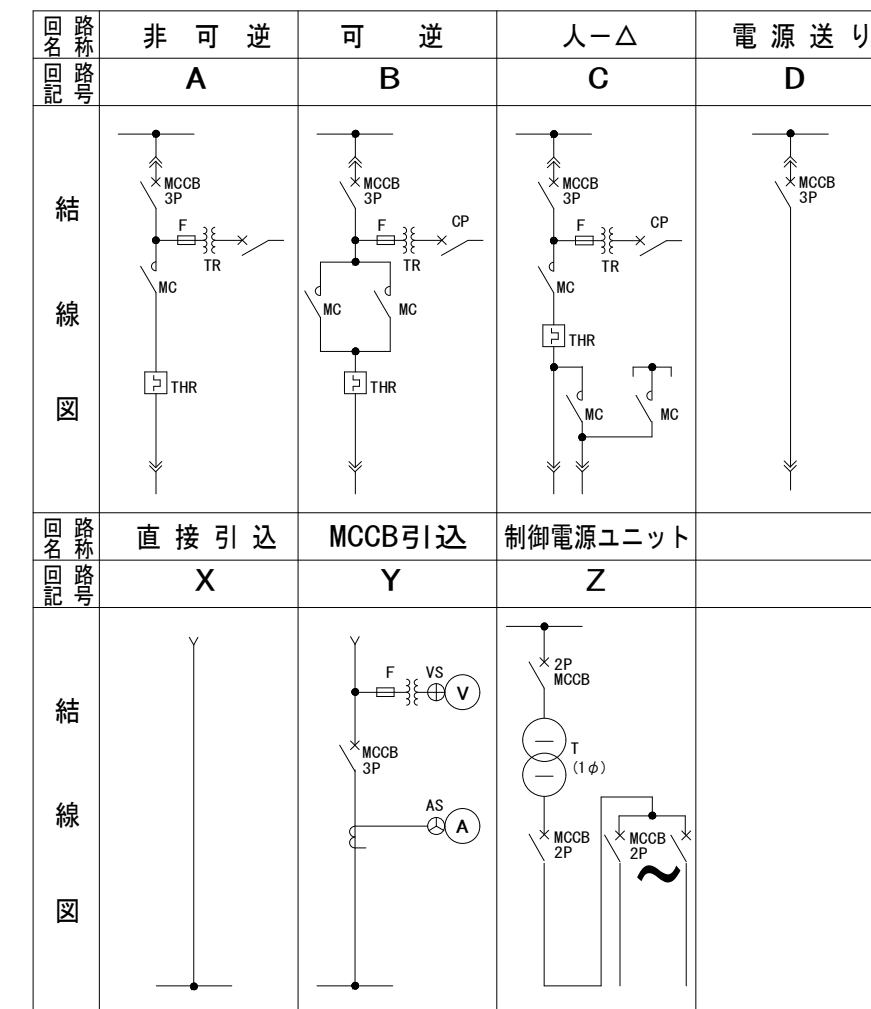 回路名称 非可逆 可逆 人-△ 電源送り
回路記号 A B C D
結線図
MCCB
3P
F
TR
MC
THR
MCCB
3P
F
CP
TR
MC
MC
THR
MCCB
3P
F
CP
TR
MC
THR
MC
MC
MCCB
3P
回路名称 直接引込 MCCB引込 制御電源ユニット
回路記号 X Y Z
結線図
F
VS
V
MCCB
3P
AS
A
2P
MCCB
T
(1φ)
MCCB
2P
MCCB
2P
~